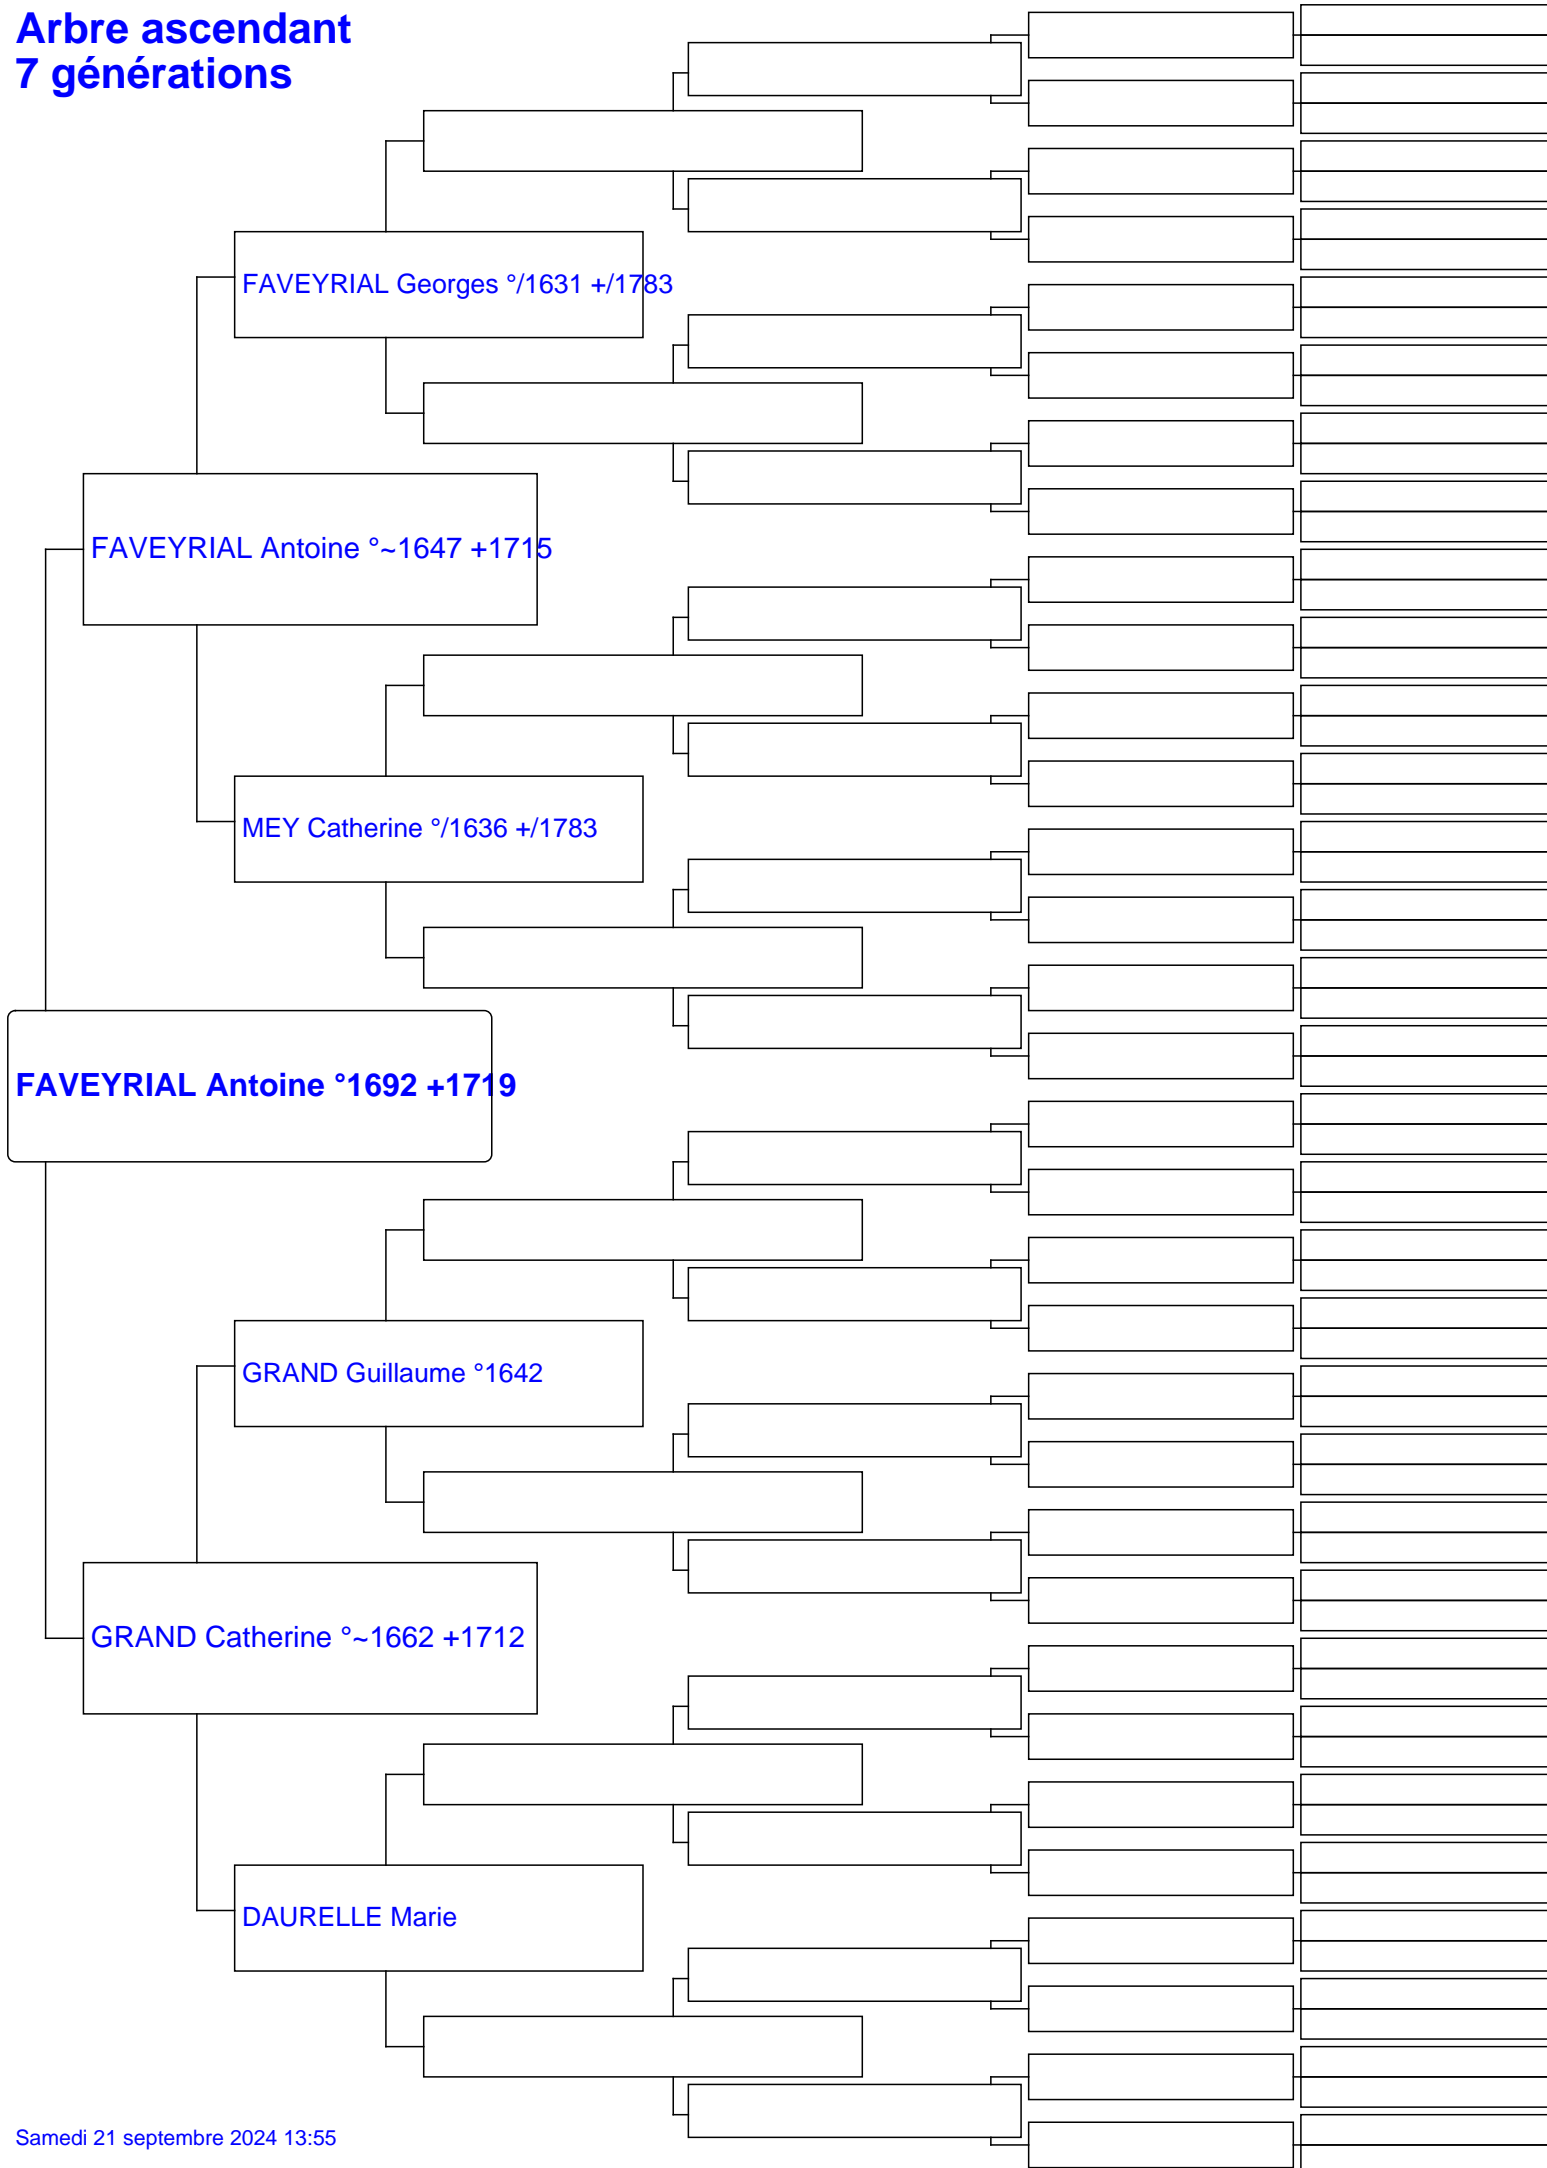 Arbre ascendant
7 générations
FAVEYRIAL Georges °/1631 +/1783
FAVEYRIAL Antoine °~1647 +1715
MEY Catherine °/1636 +/1783
FAVEYRIAL Antoine °1692 +1719
GRAND Guillaume °1642
GRAND Catherine °~1662 +1712
DAURELLE Marie
Samedi 21 septembre 2024 13:55